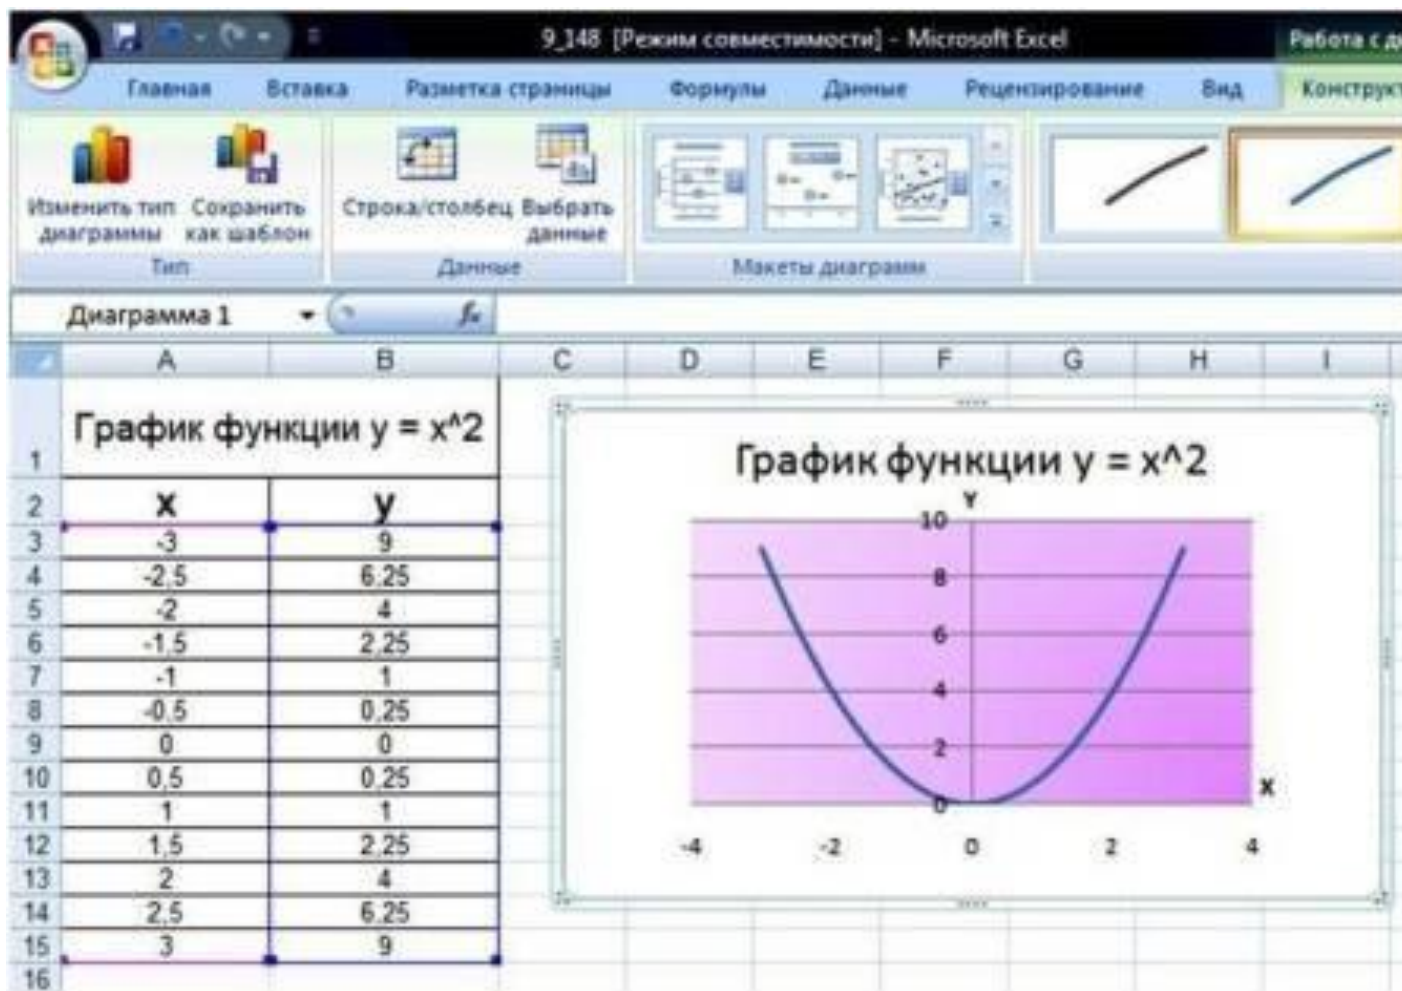 9_148 [Режим совместимости] - Microsoft Excel
Работа с ди
Главная Вставка Разметка страницы Формулы Данные Рецензирование Вид Конструкт
Изменить тип диаграммы
Сохранить как шаблон
Строка/столбец
Выбрать данные
Тип Данные Макеты диаграмм
Диаграмма 1 fx
A B C D E F G H I
1 График функции y = x^2
2 x y
3 -3 9
4 -2,5 6,25
5 -2 4
6 -1,5 2,25
7 -1 1
8 -0,5 0,25
9 0 0
10 0,5 0,25
11 1 1
12 1,5 2,25
13 2 4
14 2,5 6,25
15 3 9
16
График функции y = x^2
Y
10
8
6
4
2
0
X
-4 -2 0 2 4